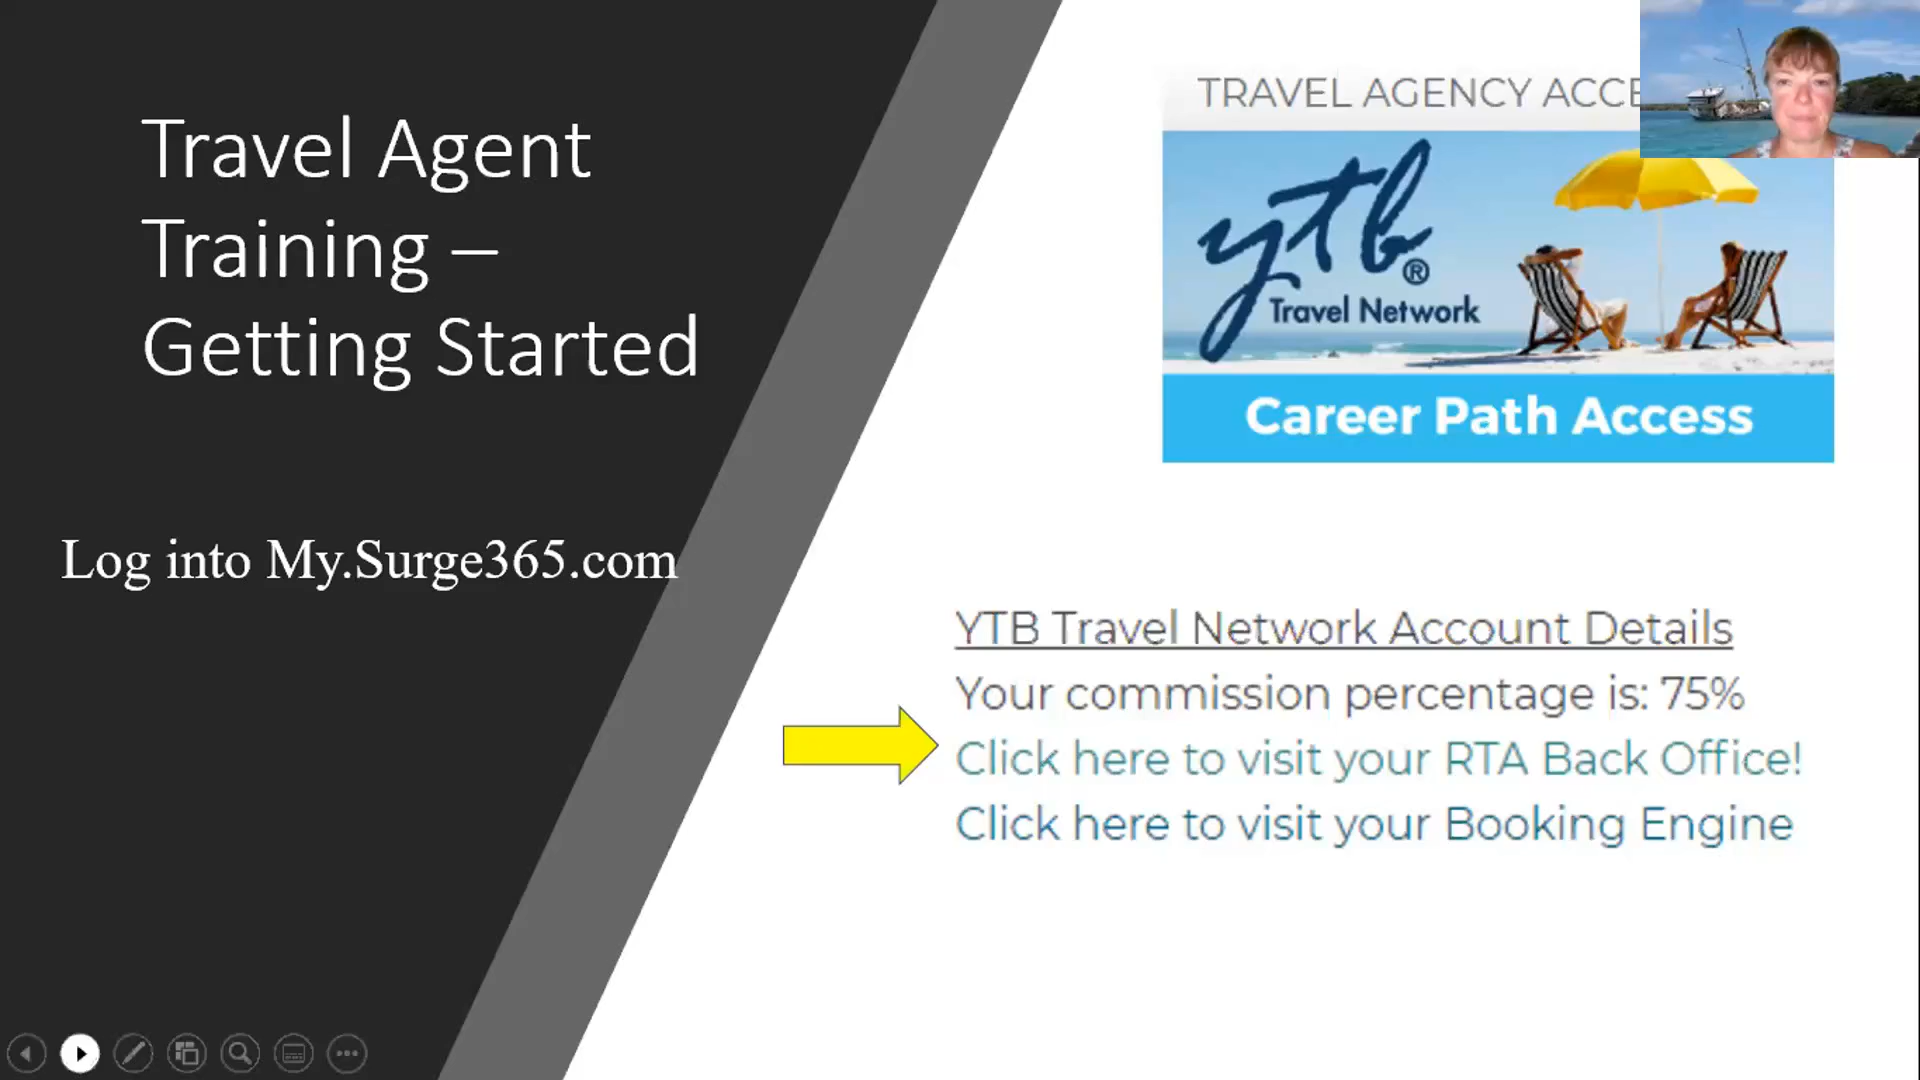 Travel Agent
Training –
Getting Started
Log into My.Surge365.com
TRAVEL AGENCY
ytb®
Travel Network
Career Path Access
YTB Travel Network Account Details
Your commission percentage is: 75%
Click here to visit your RTA Back Office!
Click here to visit your Booking Engine